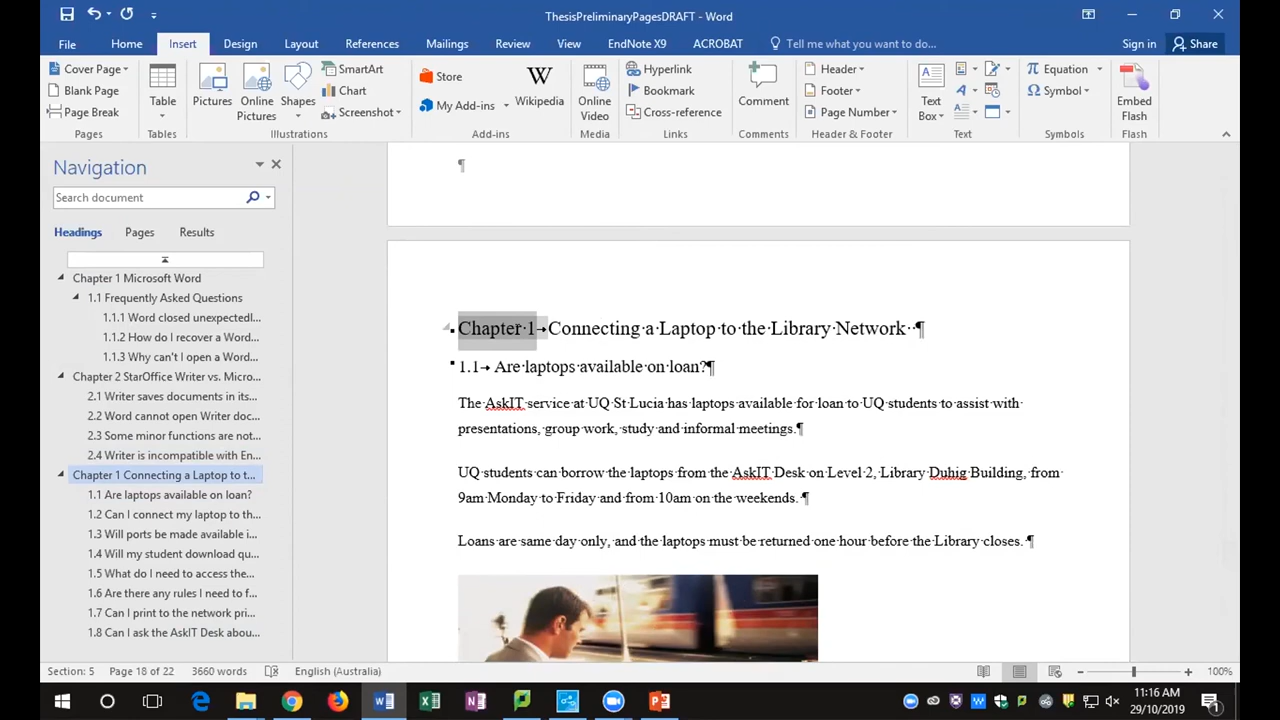 ThesisPreliminaryPagesDRAFT - Word
File Home Insert Design Layout References Mailings Review View EndNote X9 ACROBAT Tell me what you want to do... Sign in Share
Cover Page
Blank Page
Page Break
Pages
Table
Tables
Pictures
Online Pictures
Shapes
SmartArt
Chart
Screenshot
Illustrations
Store
My Add-ins
Wikipedia
Add-ins
Online Video
Media
Hyperlink
Bookmark
Cross-reference
Links
Comment
Comments
Header
Footer
Page Number
Header & Footer
Text Box
Text
Equation
Symbol
Symbols
Embed Flash
Flash
Navigation
Search document
Headings Pages Results
Chapter 1 Microsoft Word
1.1 Frequently Asked Questions
1.1.1 Word closed unexpectedl...
1.1.2 How do I recover a Word...
1.1.3 Why can't I open a Word...
Chapter 2 StarOffice Writer vs. Micro...
2.1 Writer saves documents in its...
2.2 Word cannot open Writer doc...
2.3 Some minor functions are not...
2.4 Writer is incompatible with En...
Chapter 1 Connecting a Laptop to t...
1.1 Are laptops available on loan?
1.2 Can I connect my laptop to th...
1.3 Will ports be made available i...
1.4 Will my student download qu...
1.5 What do I need to access the...
1.6 Are there any rules I need to f...
1.7 Can I print to the network pri...
1.8 Can I ask the AskIT Desk abou...
¶
Chapter·1→Connecting·a·Laptop·to·the·Library·Network··¶
1.1→Are·laptops·available·on·loan?¶
The·AskIT·service·at·UQ·St·Lucia·has·laptops·available·for·loan·to·UQ·students·to·assist·with·
presentations,·group·work,·study·and·informal·meetings.¶
UQ·students·can·borrow·the·laptops·from·the·AskIT·Desk·on·Level·2,·Library·Duhig·Building,·from·
9am·Monday·to·Friday·and·from·10am·on·the·weekends.·¶
Loans·are·same·day·only,·and·the·laptops·must·be·returned·one·hour·before·the·Library·closes.·¶
Section: 5 Page 18 of 22 3660 words English (Australia) 100%
11:16 AM
29/10/2019
1